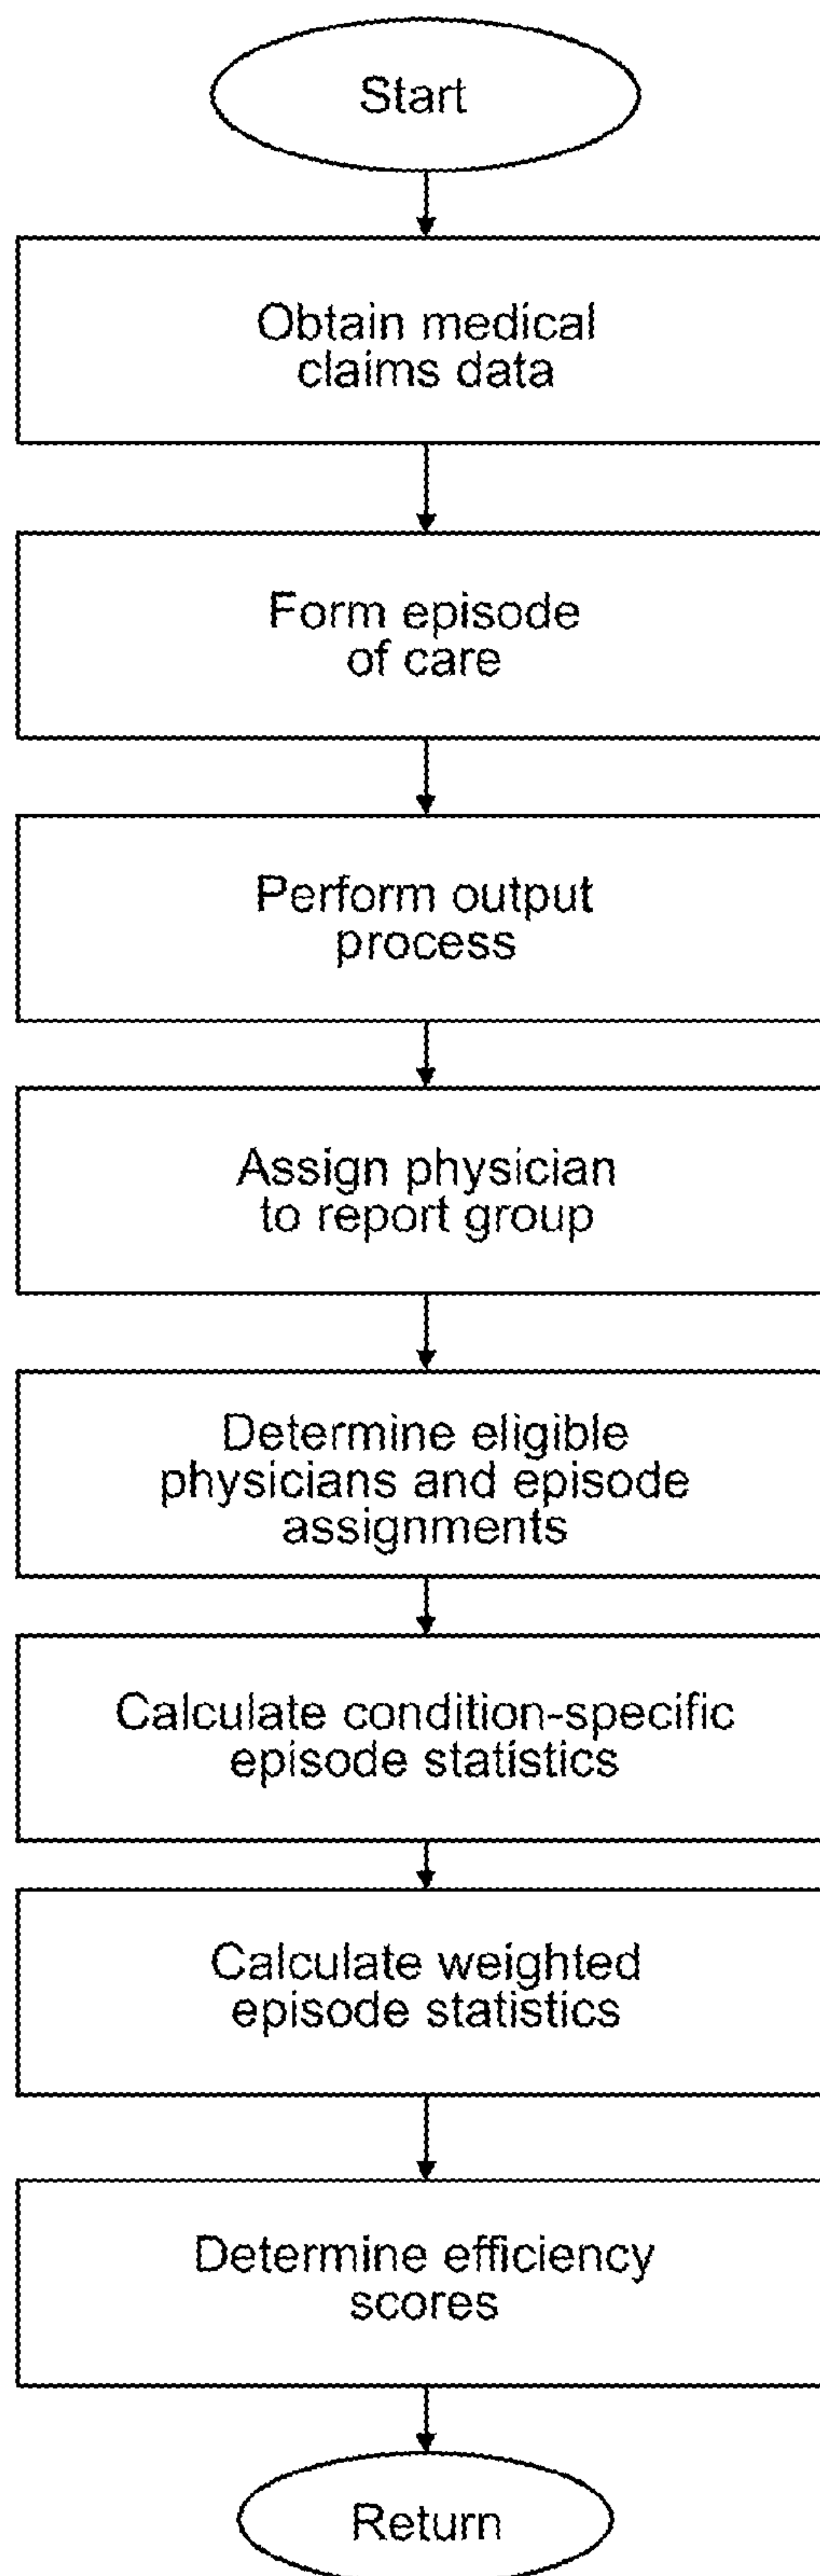 Start
Obtain medical
claims data
Form episode
of care
Perform output
process
Assign physician
to report group
Determine eligible
physicians and episode
assignments
Calculate condition-specific
episode statistics
Calculate weighted
episode statistics
Determine efficiency
scores
Return